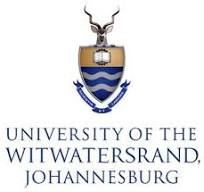 UNIVERSITY OF THE
WITWATERSRAND,
JOHANNESBURG